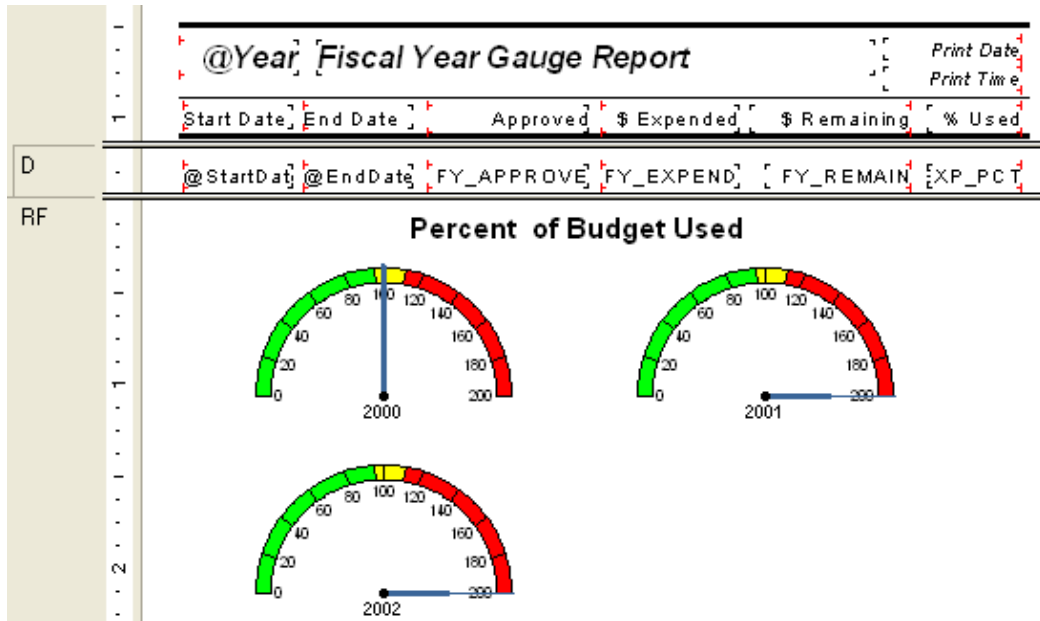 @Year Fiscal Year Gauge Report
Print Date
Print Time
1
Start Date End Date Approved $ Expended $ Remaining % Used
D
@StartDat @EndDate FY_APPROVE FY_EXPEND FY_REMAIN XP_PCT
RF
Percent of Budget Used
0 20 40 60 80 100 120 140 160 180 200
2000
0 20 40 60 80 100 120 140 160 180 200
2001
1
0 20 40 60 80 100 120 140 160 180 200
2002
2